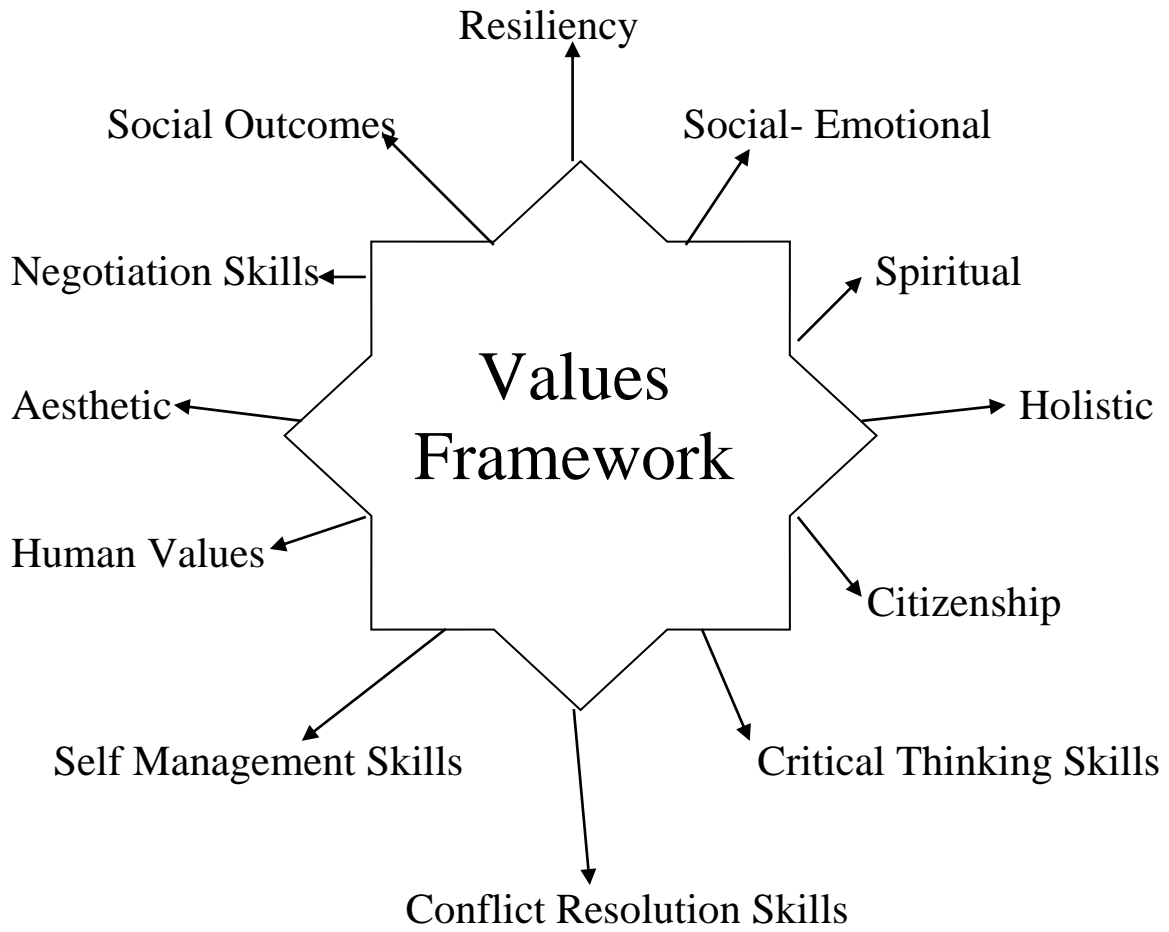 Resiliency
Social Outcomes
Social- Emotional
Negotiation Skills
Spiritual
Values
Framework
Aesthetic
Holistic
Human Values
Citizenship
Self Management Skills
Critical Thinking Skills
Conflict Resolution Skills